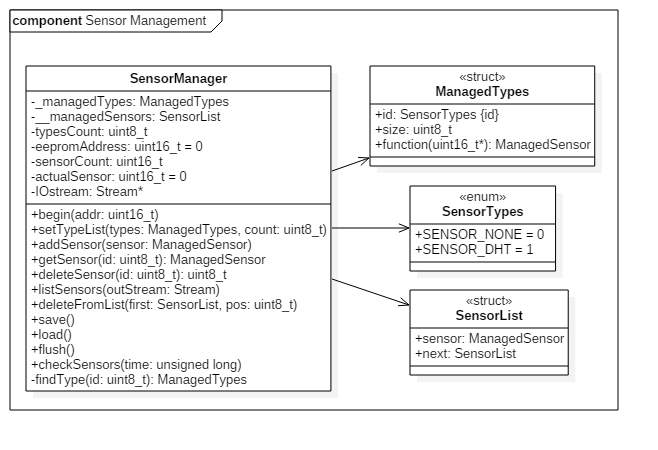 component Sensor Management
SensorManager
-_managedTypes: ManagedTypes
-__managedSensors: SensorList
-typesCount: uint8_t
-eepromAddress: uint16_t = 0
-sensorCount: uint16_t
-actualSensor: uint16_t = 0
-IOstream: Stream*
+begin(addr: uint16_t)
+setTypeList(types: ManagedTypes, count: uint8_t)
+addSensor(sensor: ManagedSensor)
+getSensor(id: uint8_t): ManagedSensor
+deleteSensor(id: uint8_t): uint8_t
+listSensors(outStream: Stream)
+deleteFromList(first: SensorList, pos: uint8_t)
+save()
+load()
+flush()
+checkSensors(time: unsigned long)
-findType(id: uint8_t): ManagedTypes
«struct»
ManagedTypes
+id: SensorTypes {id}
+size: uint8_t
+function(uint16_t*): ManagedSensor
«enum»
SensorTypes
+SENSOR_NONE = 0
+SENSOR_DHT = 1
«struct»
SensorList
+sensor: ManagedSensor
+next: SensorList